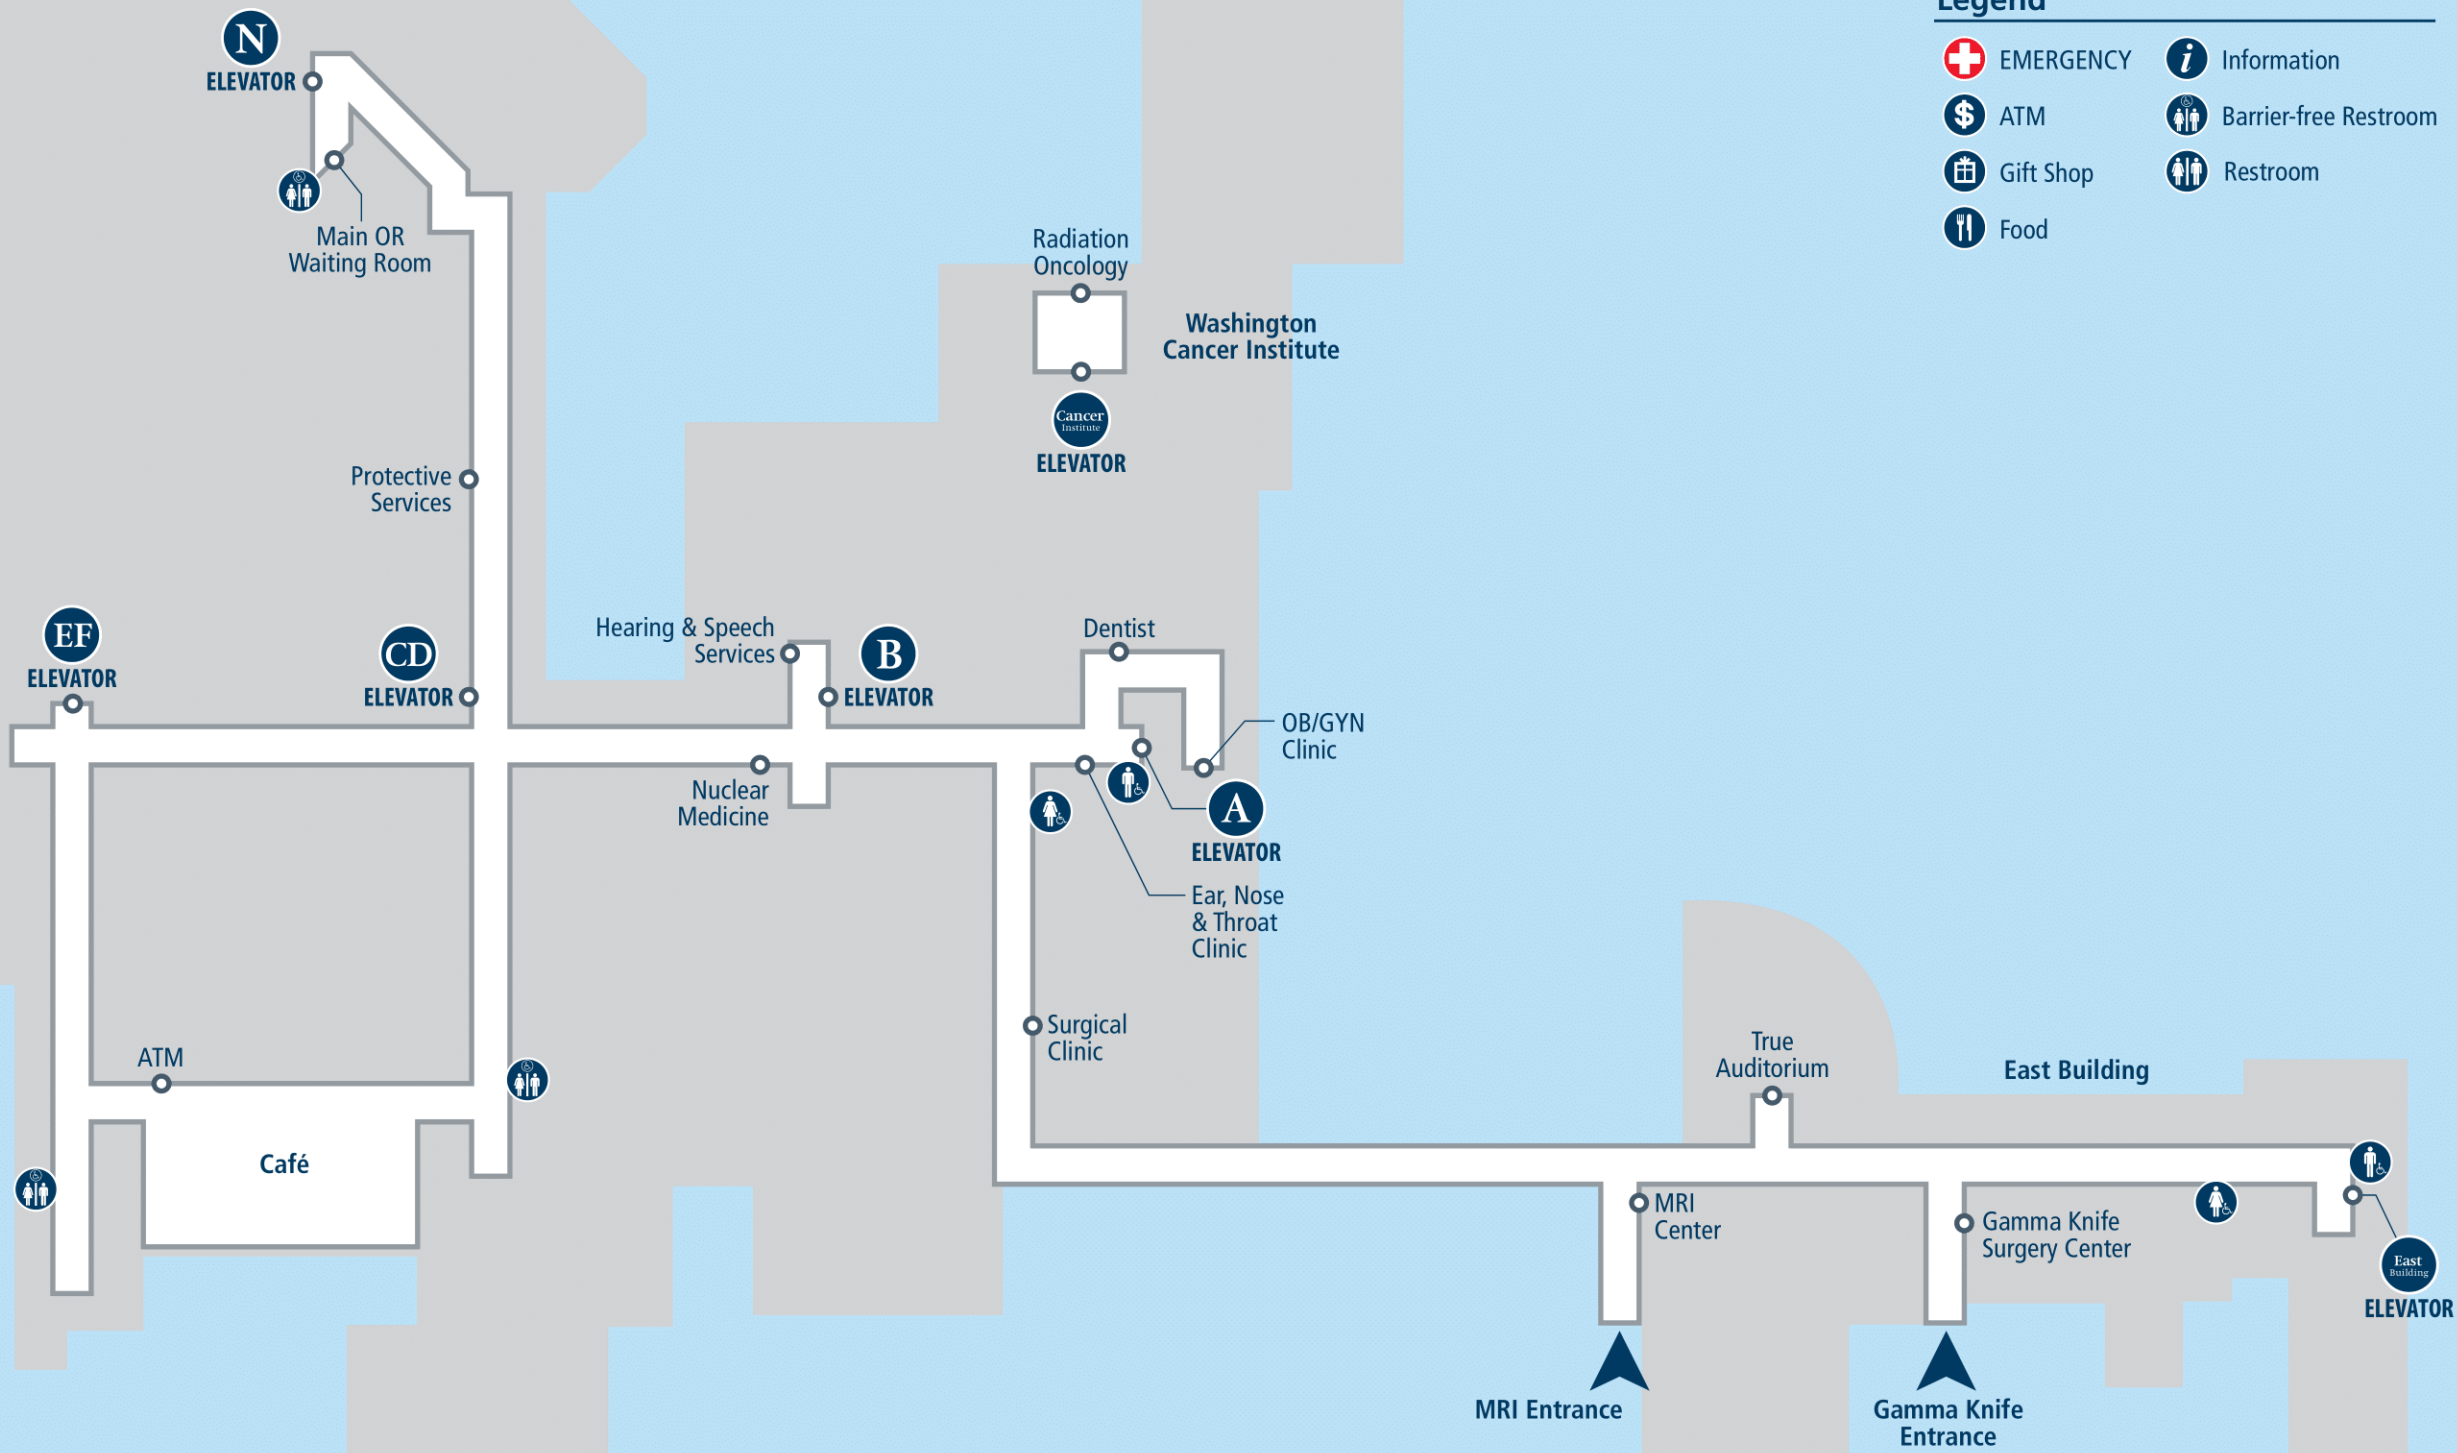 Legend
EMERGENCY
ATM
Gift Shop
Food
i
Information
Barrier-free Restroom
Restroom
N
ELEVATOR
Main OR
Waiting Room
Radiation
Oncology
Washington
Cancer Institute
Cancer
Institute
ELEVATOR
Protective
Services
EF
ELEVATOR
CD
ELEVATOR
Hearing & Speech
Services
B
ELEVATOR
Dentist
OB/GYN
Clinic
Nuclear
Medicine
A
ELEVATOR
Ear, Nose
& Throat
Clinic
Surgical
Clinic
ATM
Café
True
Auditorium
East Building
MRI
Center
Gamma Knife
Surgery Center
East
Building
ELEVATOR
MRI Entrance
Gamma Knife
Entrance